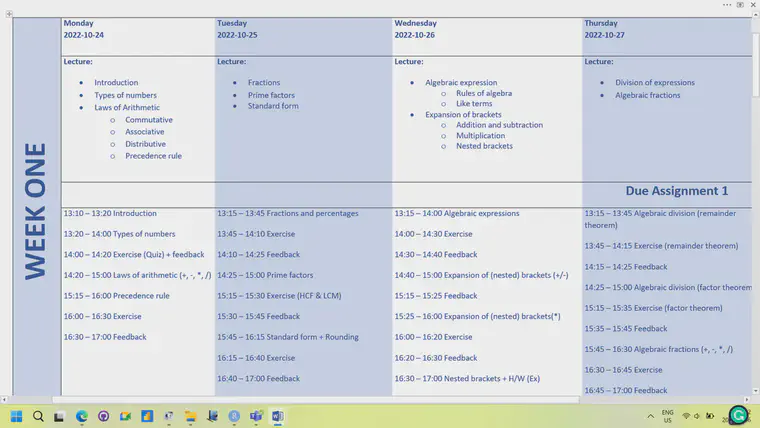 Monday
2022-10-24
Tuesday
2022-10-25
Wednesday
2022-10-26
Thursday
2022-10-27
Lecture:
• Introduction
• Types of numbers
• Laws of Arithmetic
o Commutative
o Associative
o Distributive
o Precedence rule
Lecture:
• Fractions
• Prime factors
• Standard form
Lecture:
• Algebraic expression
o Rules of algebra
o Like terms
• Expansion of brackets
o Addition and subtraction
o Multiplication
o Nested brackets
Lecture:
• Division of expressions
• Algebraic fractions
WEEK ONE
Due Assignment 1
13:10 – 13:20 Introduction
13:20 – 14:00 Types of numbers
14:00 – 14:20 Exercise (Quiz) + feedback
14:20 – 15:00 Laws of arithmetic (+, -, *, /)
15:15 – 16:00 Precedence rule
16:00 – 16:30 Exercise
16:30 – 17:00 Feedback
13:15 – 13:45 Fractions and percentages
13:45 – 14:10 Exercise
14:10 – 14:25 Feedback
14:25 – 15:00 Prime factors
15:15 – 15:30 Exercise (HCF & LCM)
15:30 – 15:45 Feedback
15:45 – 16:15 Standard form + Rounding
16:15 – 16:40 Exercise
16:40 – 17:00 Feedback
13:15 – 14:00 Algebraic expressions
14:00 – 14:30 Exercise
14:30 – 14:40 Feedback
14:40 – 15:00 Expansion of (nested) brackets (+/-)
15:15 – 15:25 Feedback
15:25 – 16:00 Expansion of (nested) brackets(*)
16:00 – 16:20 Exercise
16:20 – 16:30 Feedback
16:30 – 17:00 Nested brackets + H/W (Ex)
13:15 – 13:45 Algebraic division (remainder
theorem)
13:45 – 14:15 Exercise (remainder theorem)
14:15 – 14:25 Feedback
14:25 – 15:00 Algebraic division (factor theorem
15:15 – 15:35 Exercise (factor theorem)
15:35 – 15:45 Feedback
15:45 – 16:30 Algebraic fractions (+, -, *, /)
16:30 – 16:45 Exercise
16:45 – 17:00 Feedback
ENG
US